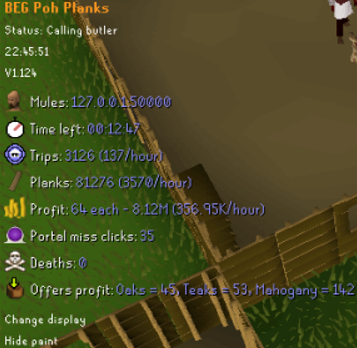 BEG Poh Planks
Status: Calling butler
22:45:51
V1.124
Mules: 127.0.0.1:50000
Time left: 00:12:47
Trips: 3126 (137/hour)
Planks: 81276 (3570/hour)
Profit: 64 each - 8.12M (356.95K/hour)
Portal miss clicks: 35
Deaths: 0
Offers profit: Oaks = 45, Teaks = 53, Mahogany = 142
Change display
Hide paint